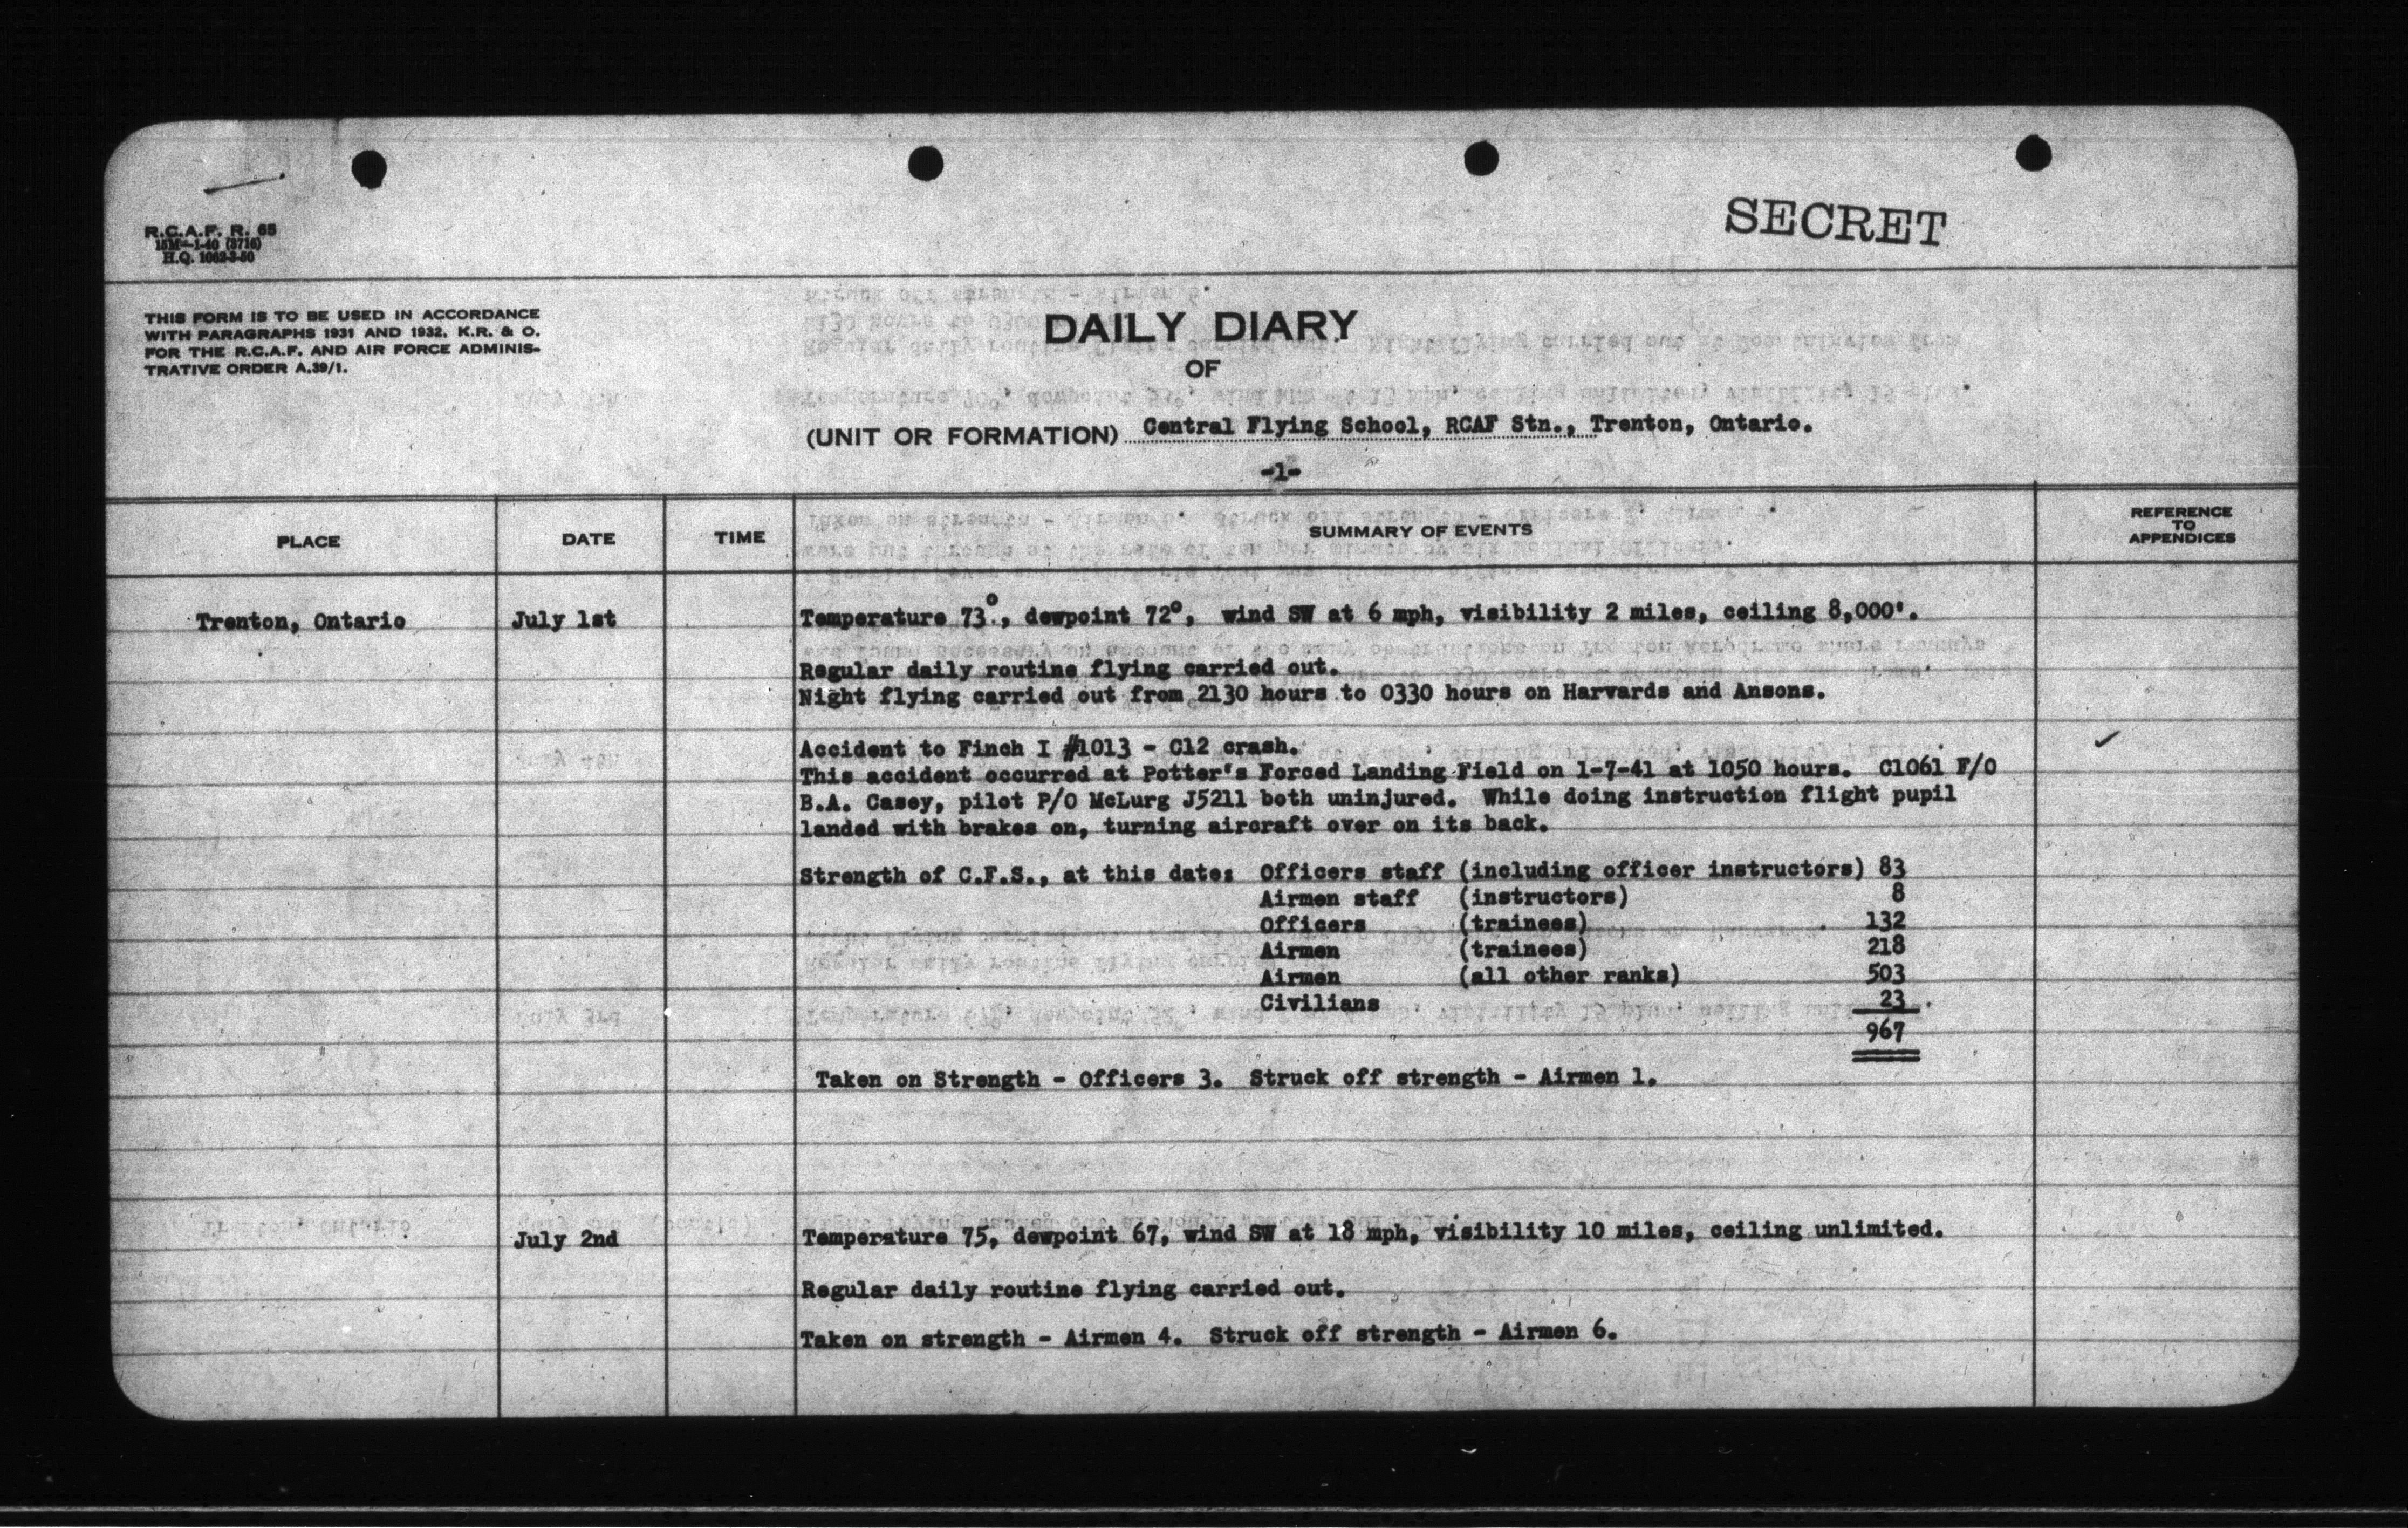 SECRET
R.C.A.F. R. 65
15M-1-40 (3716)
H.Q. 1062-3-50
THIS FORM IS TO BE USED IN ACCORDANCE
WITH PARAGRAPHS 1931 AND 1932, K.R. & O.
FOR THE R.C.A.F. AND AIR FORCE ADMINIS-
TRATIVE ORDER A.39/1.
DAILY DIARY
OF
(UNIT OR FORMATION) Central Flying School, RCAF Stn., Trenton, Ontario.
-1-
PLACE DATE TIME SUMMARY OF EVENTS REFERENCE TO APPENDICES
Trenton, Ontario July 1st Temperature 73°, dewpoint 72°, wind SW at 6 mph, visibility 2 miles, ceiling 8,000'.
Regular daily routine flying carried out.
Night flying carried out from 2130 hours to 0330 hours on Harvards and Ansons.
Accident to Finch I #1013 - C12 crash.
This accident occurred at Potter's Forced Landing Field on 1-7-41 at 1050 hours. C1061 F/O
B.A. Casey, pilot P/O McLurg J5211 both uninjured. While doing instruction flight pupil
landed with brakes on, turning aircraft over on its back.
Strength of C.F.S., at this date: Officers staff (including officer instructors) 83
Airmen staff (instructors) 8
Officers (trainees) 132
Airmen (trainees) 218
Airmen (all other ranks) 503
Civilians 23
967
Taken on Strength - Officers 3. Struck off strength - Airmen 1.
July 2nd Temperature 75, dewpoint 67, wind SW at 18 mph, visibility 10 miles, ceiling unlimited.
Regular daily routine flying carried out.
Taken on strength - Airmen 4. Struck off strength - Airmen 6.